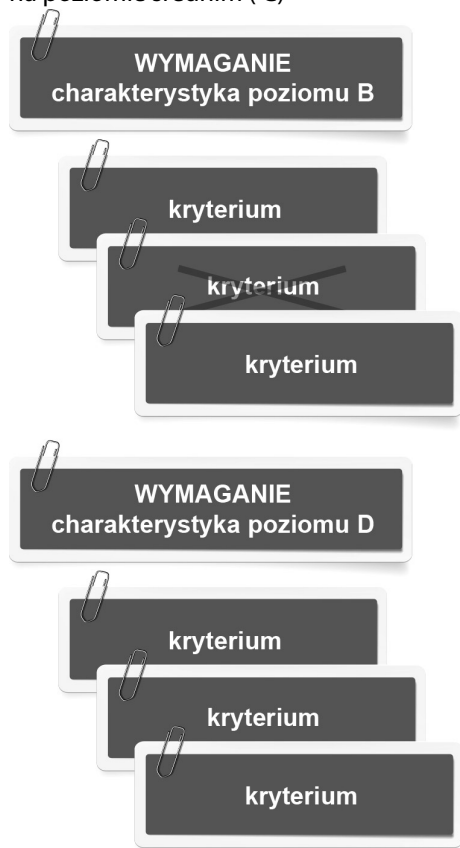 WYMAGANIE
charakterystyka poziomu B
kryterium
kryterium
kryterium
WYMAGANIE
charakterystyka poziomu D
kryterium
kryterium
kryterium